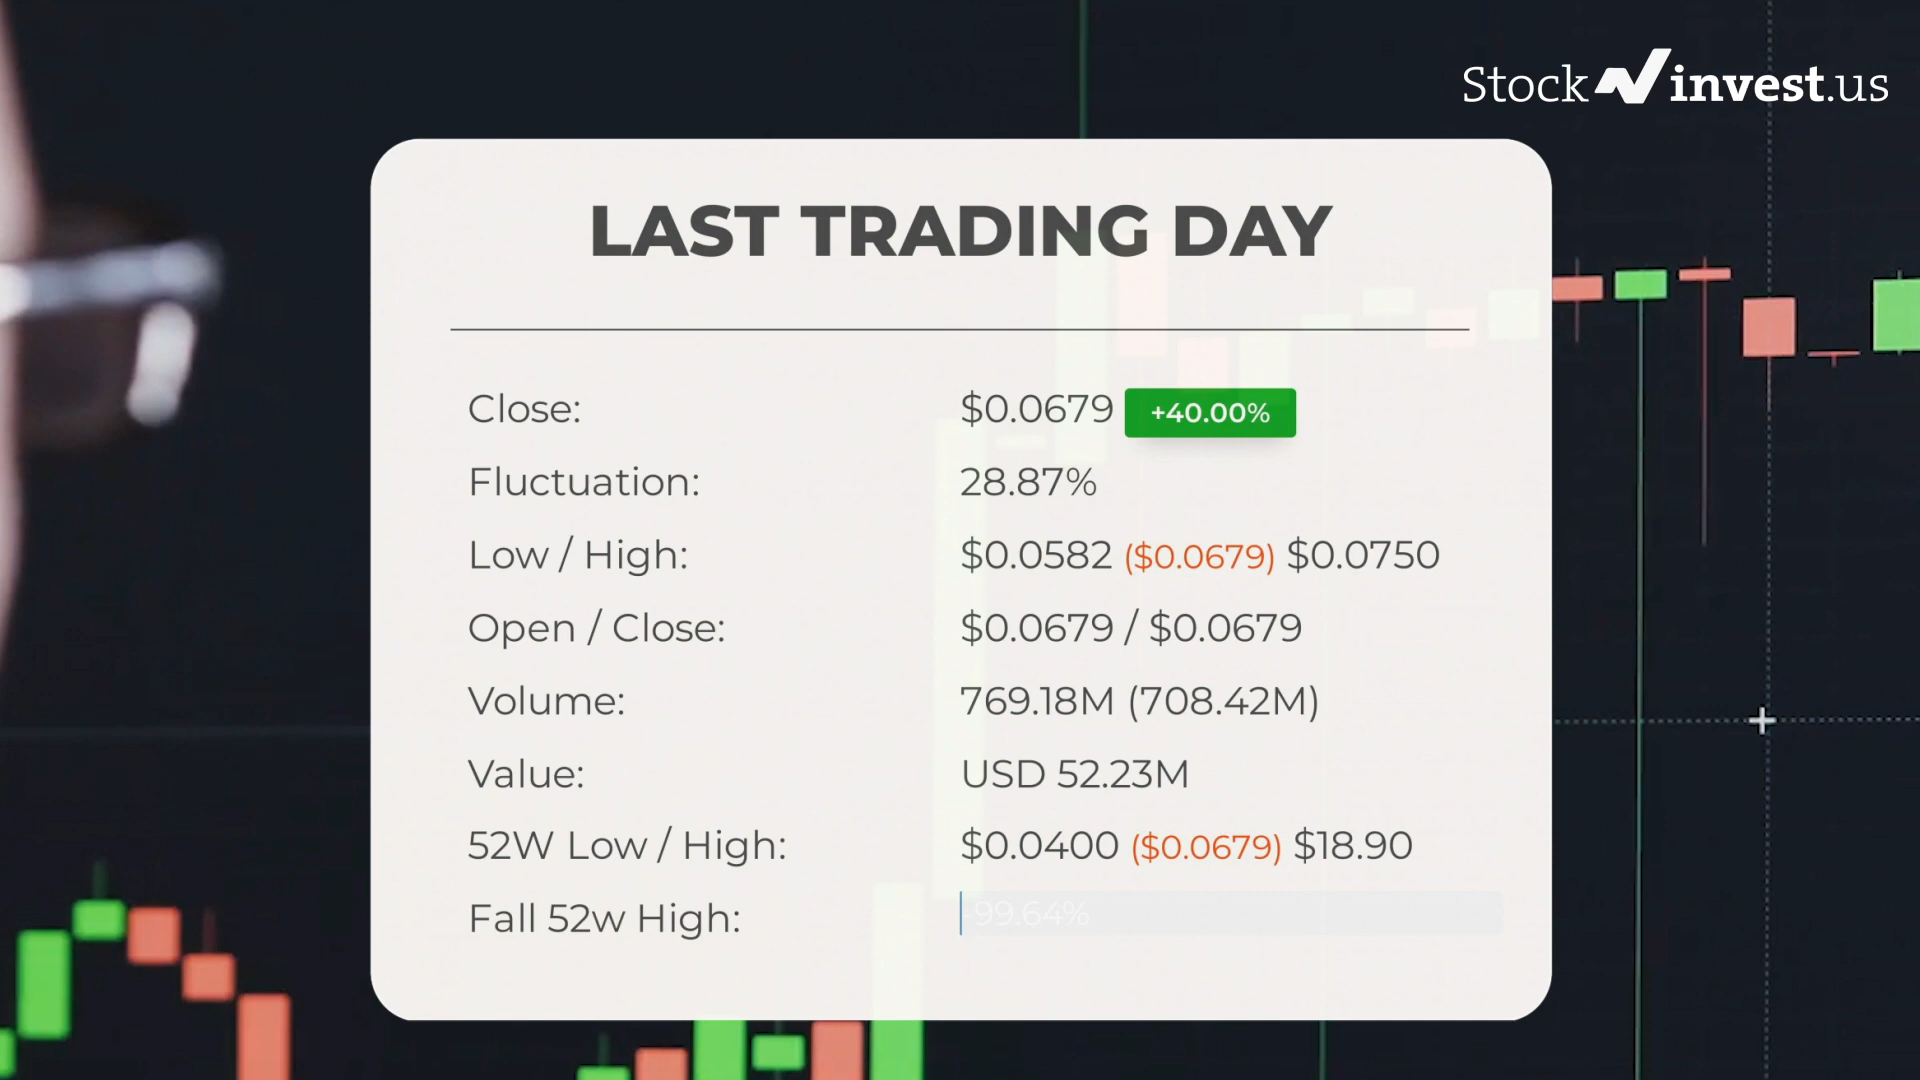 Stock invest.us
LAST TRADING DAY
Close: $0.0679 +40.00%
Fluctuation: 28.87%
Low / High: $0.0582 ($0.0679) $0.0750
Open / Close: $0.0679 / $0.0679
Volume: 769.18M (708.42M)
Value: USD 52.23M
52W Low / High: $0.0400 ($0.0679) $18.90
Fall 52w High: -99.64%